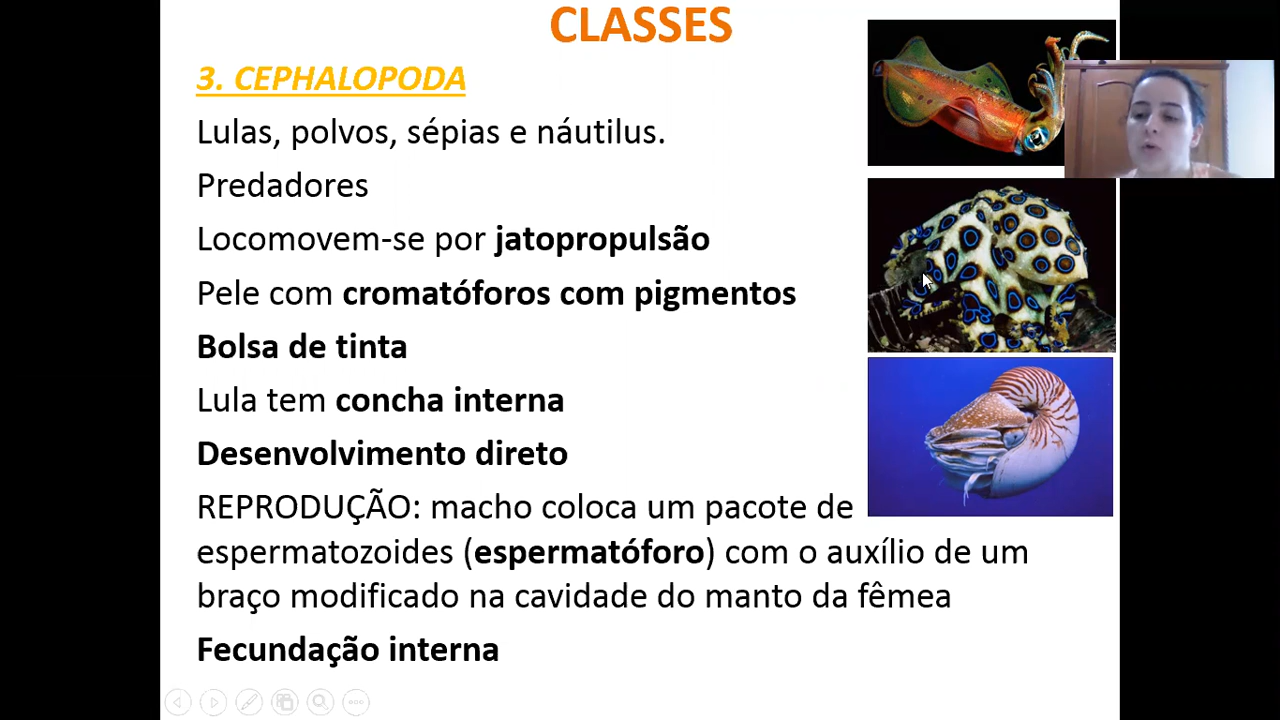 CLASSES
3. CEPHALOPODA
Lulas, polvos, sépias e náutilus.
Predadores
Locomovem-se por jatopropulsão
Pele com cromatóforos com pigmentos
Bolsa de tinta
Lula tem concha interna
Desenvolvimento direto
REPRODUÇÃO: macho coloca um pacote de
espermatozoides (espermatóforo) com o auxílio de um
braço modificado na cavidade do manto da fêmea
Fecundação interna